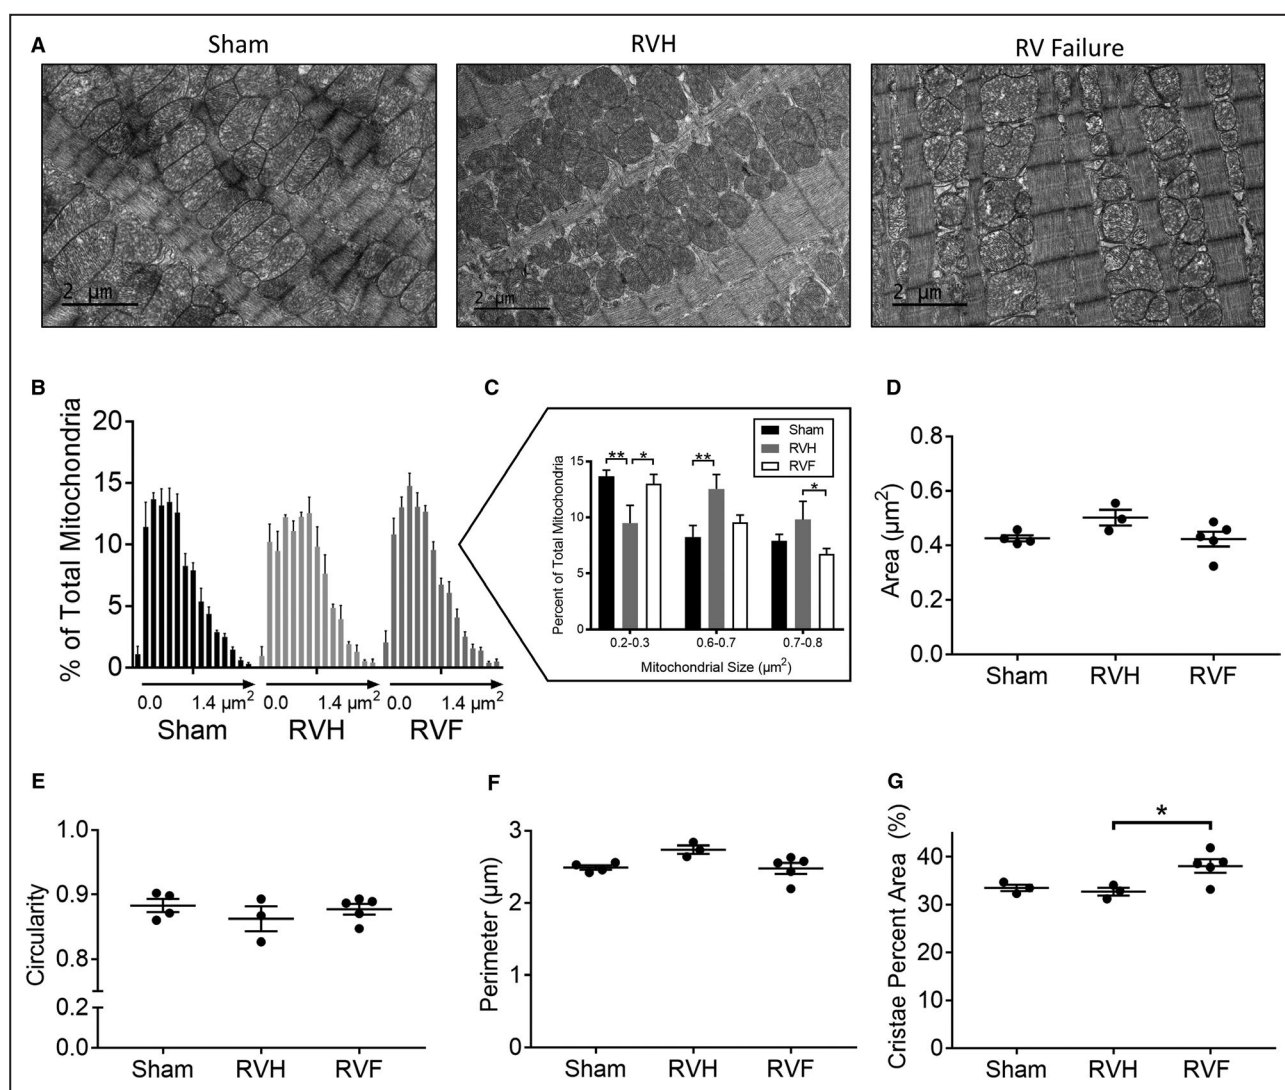 A
Sham
RVH
RV Failure
2 µm
2 µm
2 µm
B
% of Total Mitochondria
20
15
10
5
0
0.0
1.4 µm2
0.0
1.4 µm2
0.0
1.4 µm2
Sham
RVH
RVF
C
Sham
RVH
RVF
Percent of Total Mitochondria
15
10
5
0
**
*
**
*
0.2-0.3
0.6-0.7
0.7-0.8
Mitochondrial Size (µm2)
D
Area (µm2)
0.8
0.6
0.4
0.2
0.0
Sham
RVH
RVF
E
Circularity
1.0
0.9
0.8
0.2
0.0
Sham
RVH
RVF
F
Perimeter (µm)
3
2
1
0
Sham
RVH
RVF
G
Cristae Percent Area (%)
40
30
20
10
0
*
Sham
RVH
RVF